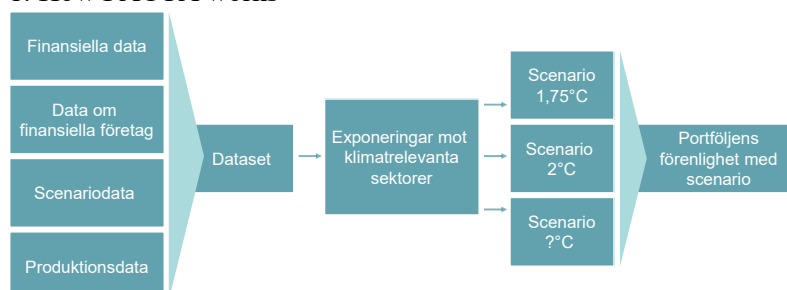 Finansiella data
Data om
finansiella företag
Scenariodata
Produktionsdata
Dataset
Exponeringar mot
klimatrelevanta
sektorer
Scenario
1,75°C
Scenario
2°C
Scenario
?°C
Portföljens
förenlighet med
scenario